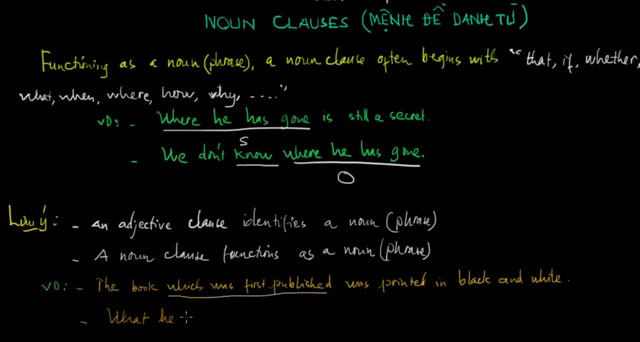 NOUN CLAUSES (MỆNH ĐỀ DANH TỪ)
Functioning as a noun (phrase), a noun clause often begins with "that, if, whether,
what, when, where, how, why, ....."
VD: - Where he has gone is still a secret.
S
- We don't know where he has gone.
O
Lưu ý: - An adjective clause identifies a noun (phrase)
- A noun clause functions as a noun (phrase)
VD: - The book which was first published was printed in black and white.
- What he